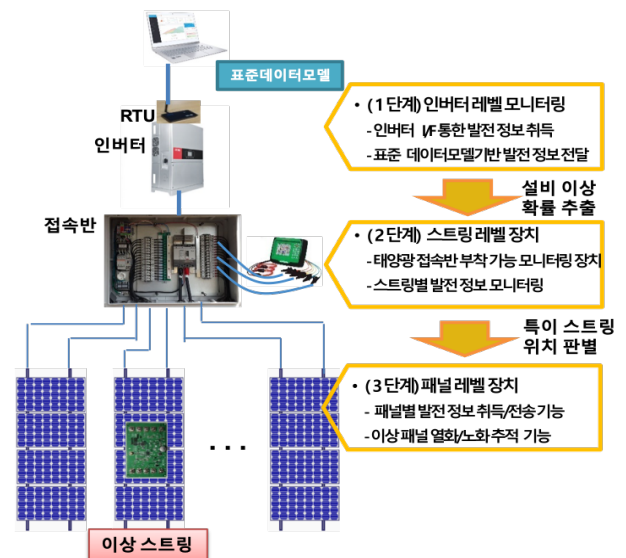 표준데이터모델
RTU
인버터
접속반
• (1단계) 인버터 레벨 모니터링
- 인버터 I/F 통한 발전 정보 취득
- 표준 데이터모델기반 발전 정보 전달
설비 이상
확률 추출
• (2단계) 스트링 레벨 장치
- 태양광 접속반 부착 가능 모니터링 장치
- 스트링별 발전 정보 모니터링
특이 스트링
위치 판별
• (3단계) 패널 레벨 장치
- 패널별 발전 정보 취득/전송 기능
- 이상 패널 열화/노화 추적 기능
...
이상 스트링